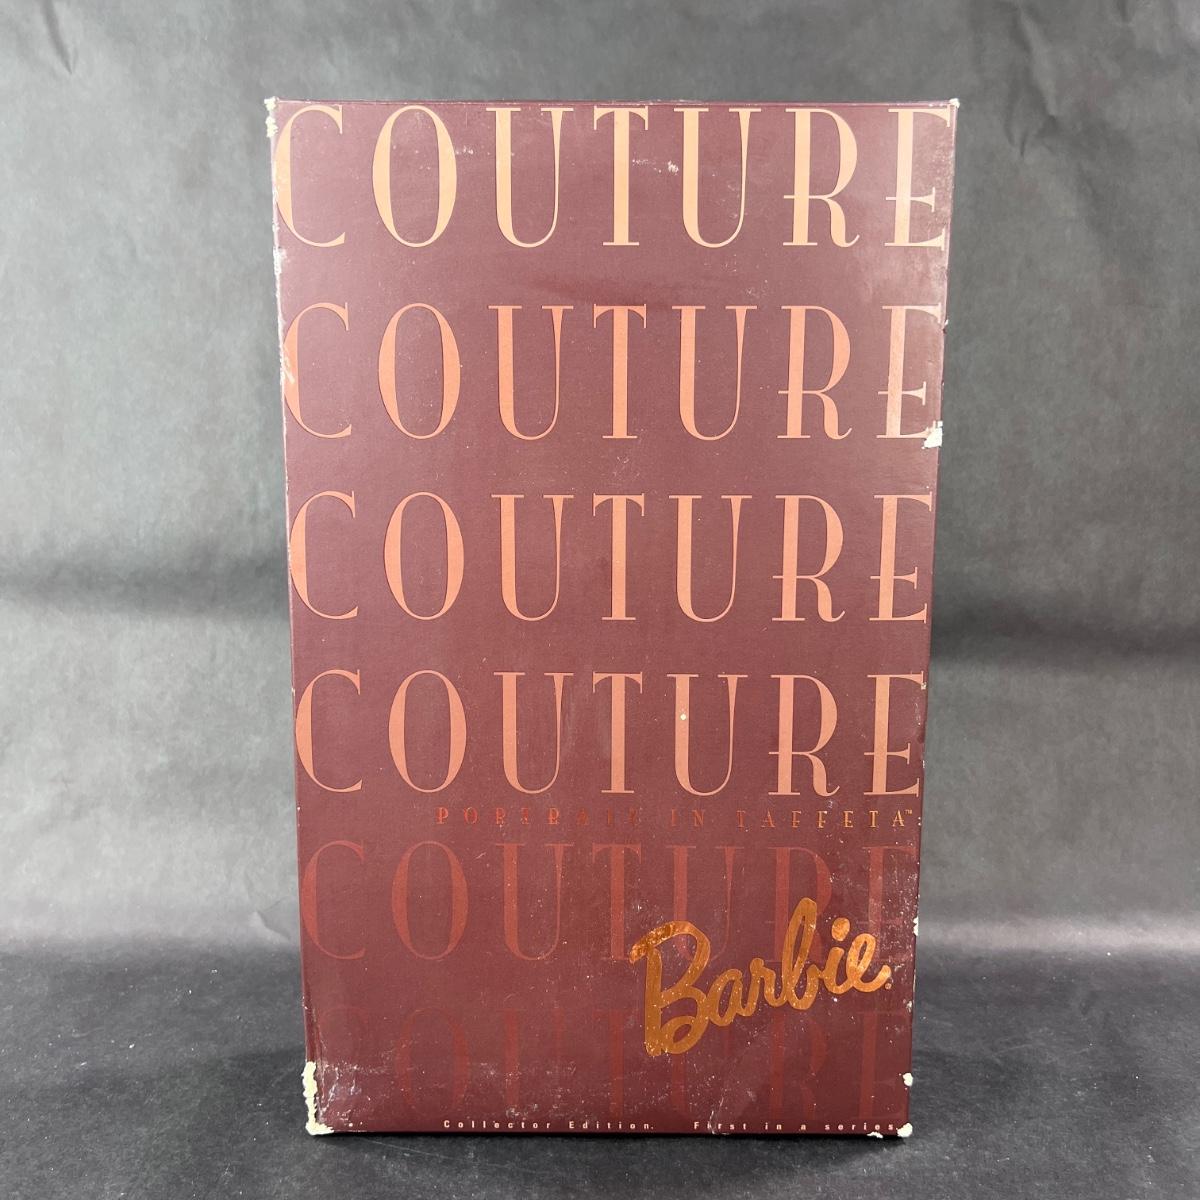 COUTURE
COUTURE
COUTURE
COUTURE
PORTRAIT IN TAFFETA™
COUTURE
Barbie®
COUTURE
Collector Edition. First in a series.